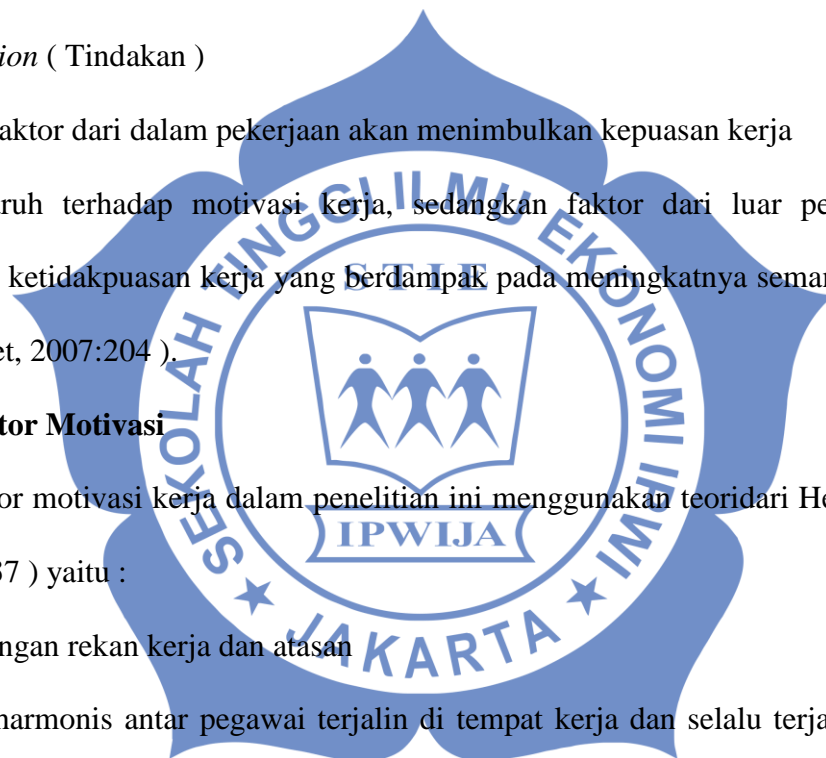 ion ( Tindakan )
aktor dari dalam pekerjaan akan menimbulkan kepuasan kerja
aruh terhadap motivasi kerja, sedangkan faktor dari luar pe
ketidakpuasan kerja yang berdampak pada meningkatnya semar
et, 2007:204 ).
tor Motivasi
or motivasi kerja dalam penelitian ini menggunakan teoridari He
37 ) yaitu :
ngan rekan kerja dan atasan
harmonis antar pegawai terjalin di tempat kerja dan selalu terja
SEKOLAH TINGGI ILMU EKONOMI IPWI
STIE
IPWIJA
★ JAKARTA ★